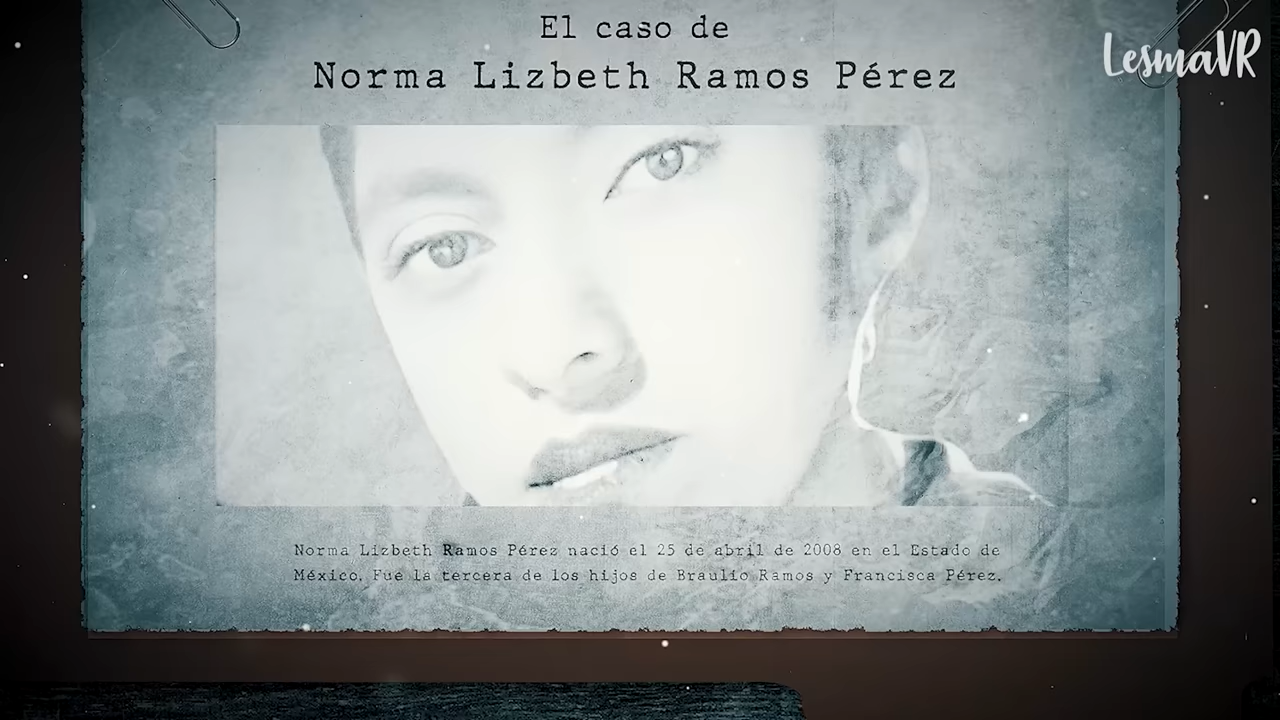 El caso de
Norma Lizbeth Ramos Pérez
LesmaVR
Norma Lizbeth Ramos Pérez nació el 25 de abril de 2008 en el Estado de
México. Fue la tercera de los hijos de Braulio Ramos y Francisca Pérez.